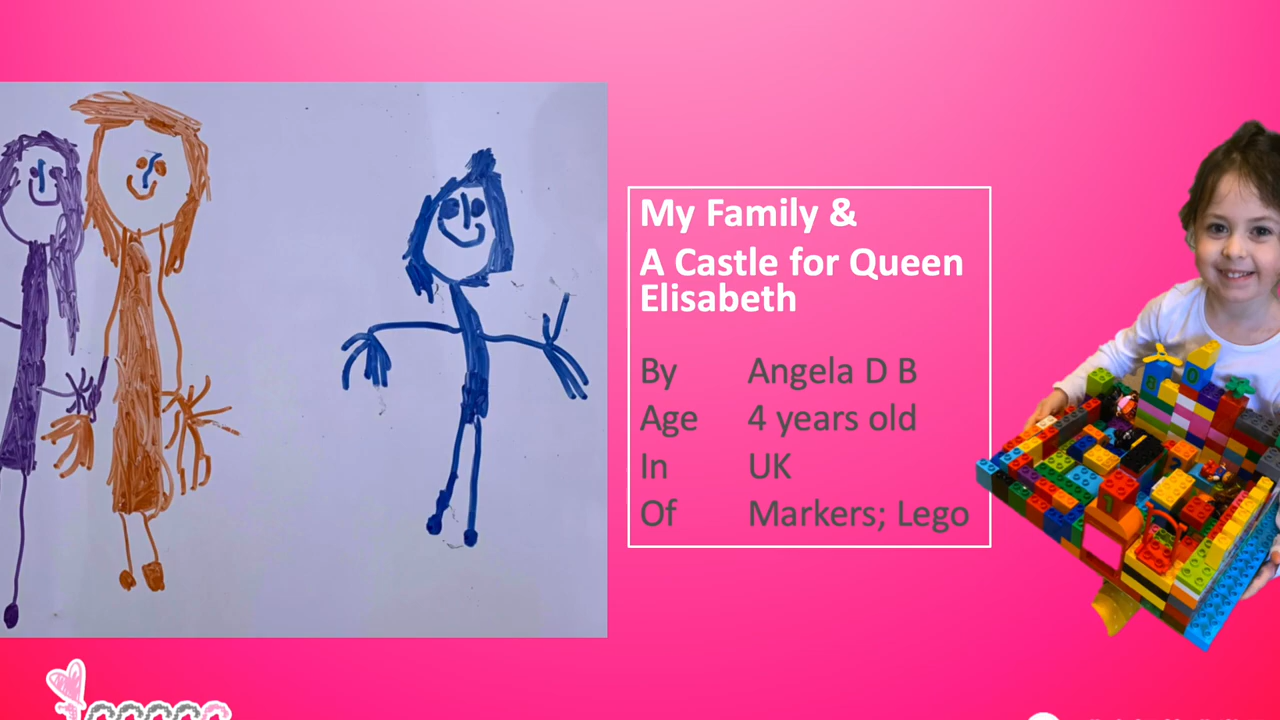 My Family &
A Castle for Queen
Elisabeth
By Angela D B
Age 4 years old
In UK
Of Markers; Lego